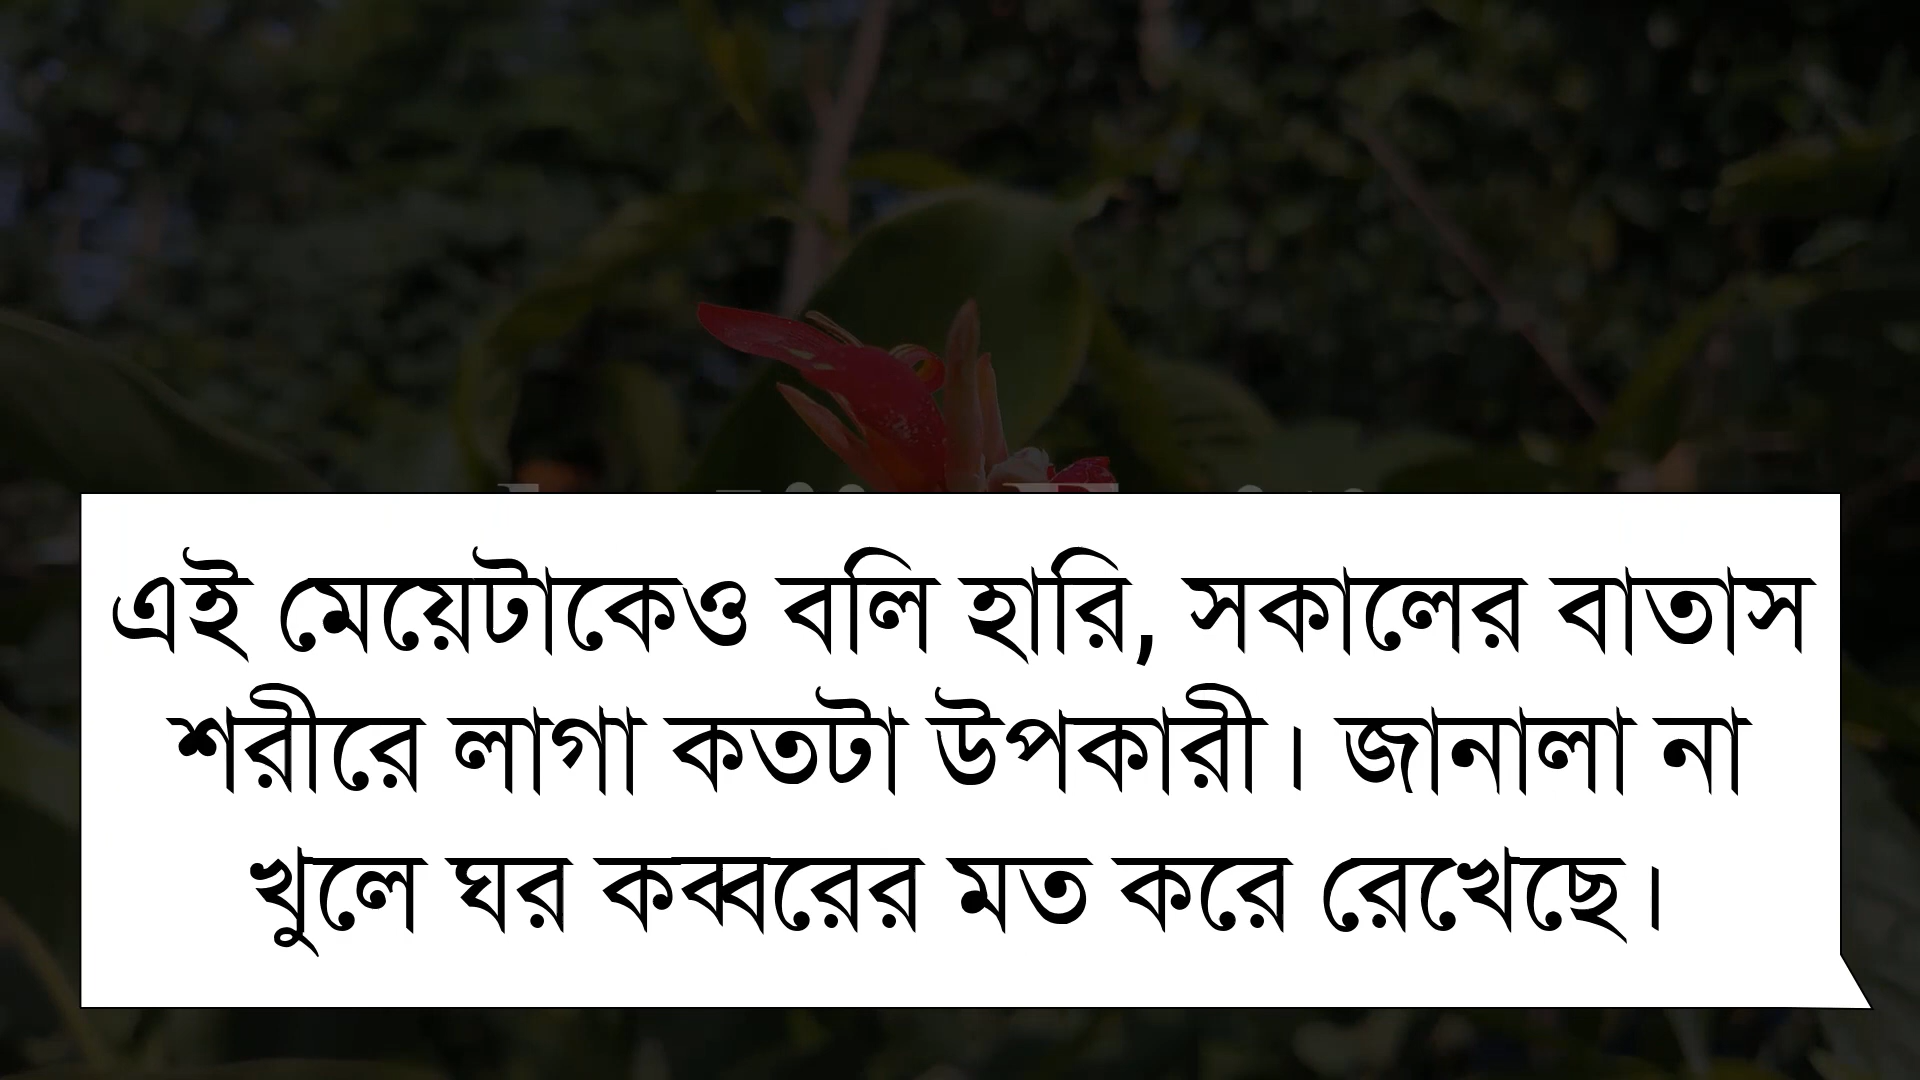 এই মেয়েটাকেও বলি হারি, সকালের বাতাস
শরীরে লাগা কতটা উপকারী। জানালা না
খুলে ঘর কব্বরের মত করে রেখেছে।